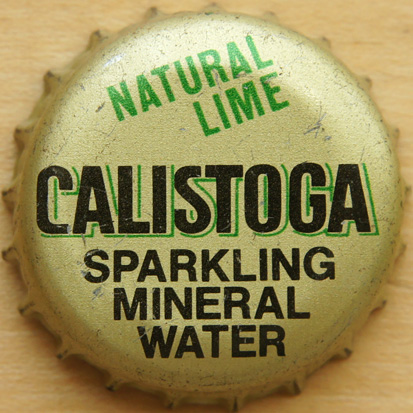 NATURAL
LIME
CALISTOGA
SPARKLING
MINERAL
WATER